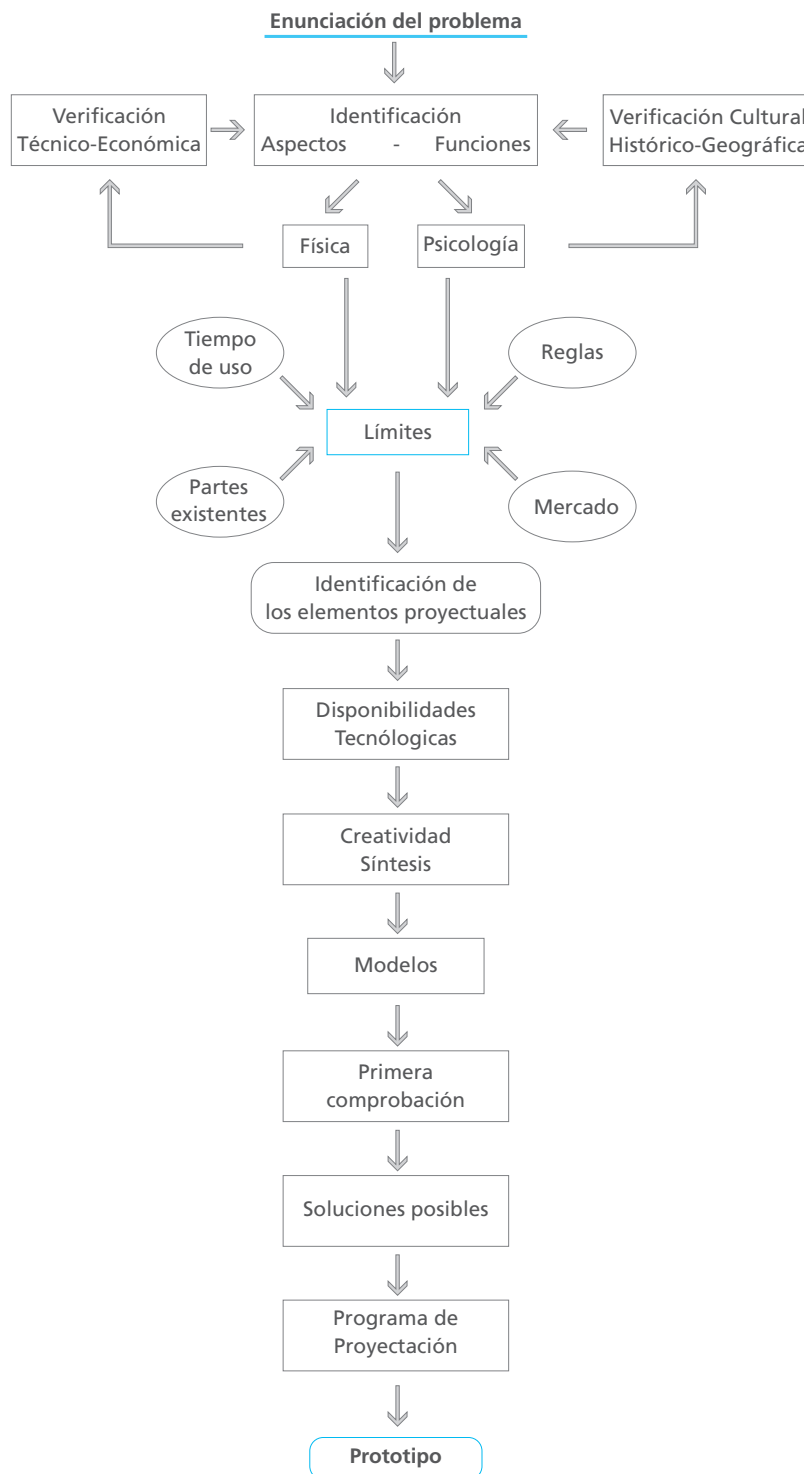 Enunciación del problema
Verificación
Técnico-Económica
Identificación
Aspectos - Funciones
Verificación Cultural
Histórico-Geográfica
Física
Psicología
Tiempo
de uso
Reglas
Límites
Partes
existentes
Mercado
Identificación de
los elementos proyectuales
Disponibilidades
Tecnólogicas
Creatividad
Síntesis
Modelos
Primera
comprobación
Soluciones posibles
Programa de
Proyectación
Prototipo